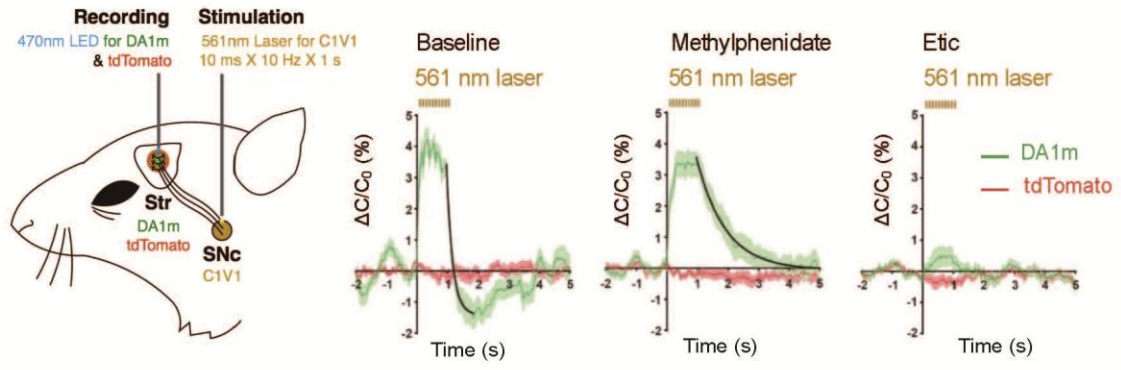 Recording
470nm LED for DA1m
& tdTomato
Stimulation
561nm Laser for C1V1
10 ms X 10 Hz X 1 s
Str
DA1m
tdTomato
SNc
C1V1
Baseline
561 nm laser
ΔC/C0 (%)
5
4
3
2
1
-1
-2
-2 -1 0 1 2 3 4 5
Time (s)
Methylphenidate
561 nm laser
ΔC/C0 (%)
5
4
3
2
1
-1
-2
-2 -1 0 1 2 3 4 5
Time (s)
Etic
561 nm laser
ΔC/C0 (%)
5
4
3
2
1
-1
-2
-2 -1 0 1 2 3 4 5
Time (s)
DA1m
tdTomato